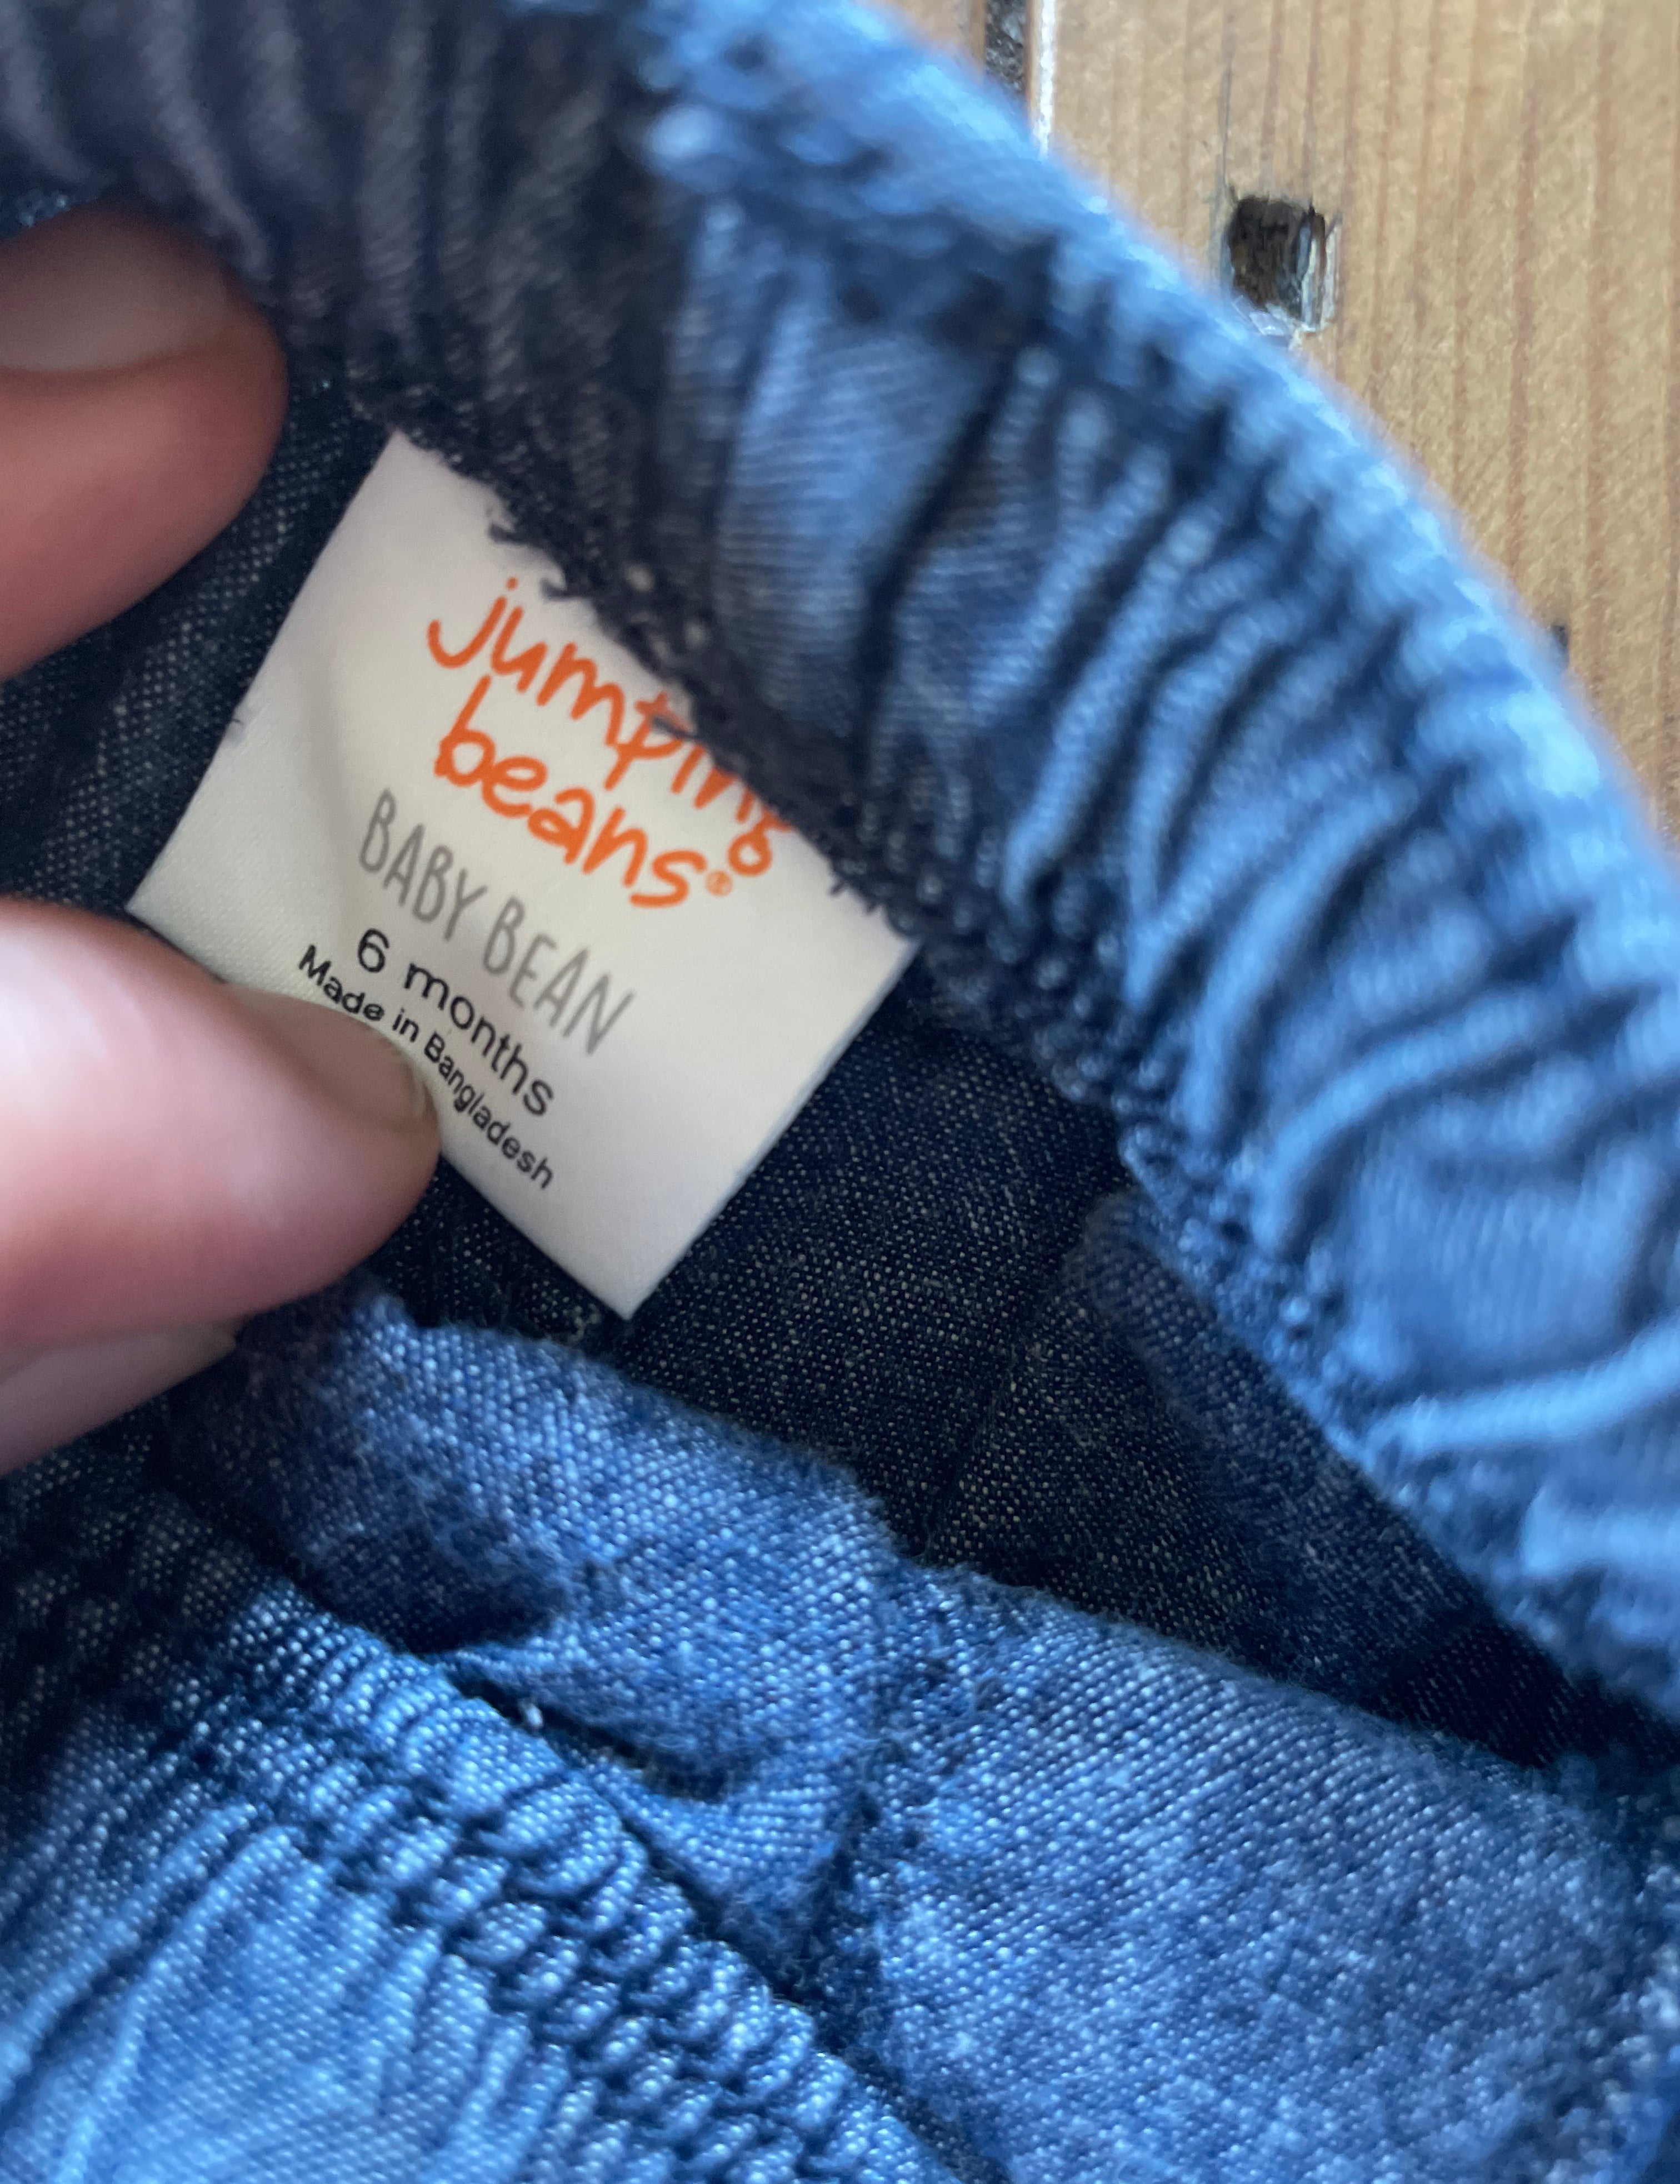 jumping
beans®
BABY BEAN
6 months
Made in Bangladesh